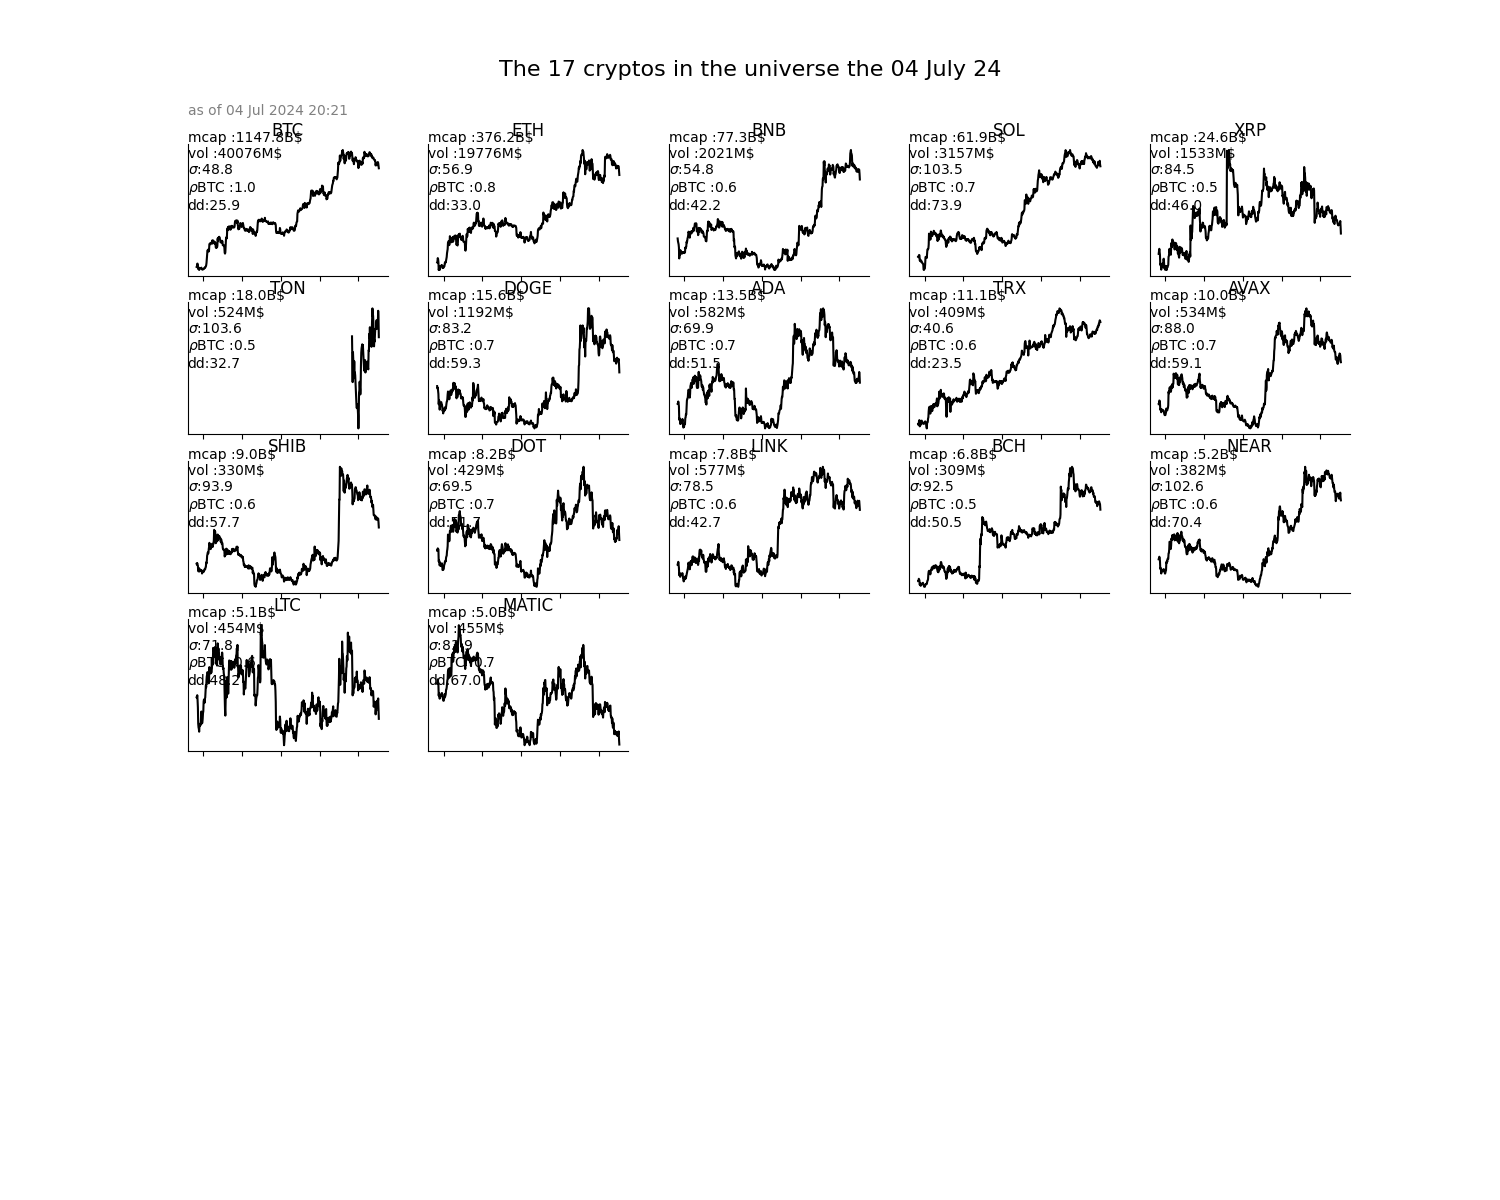 The 17 cryptos in the universe the 04 July 24
as of 04 Jul 2024 20:21
BTC
mcap :1147.8B$
vol :40076M$
σ:48.8
ρBTC :1.0
dd:25.9
ETH
mcap :376.2B$
vol :19776M$
σ:56.9
ρBTC :0.8
dd:33.0
BNB
mcap :77.3B$
vol :2021M$
σ:54.8
ρBTC :0.6
dd:42.2
SOL
mcap :61.9B$
vol :3157M$
σ:103.5
ρBTC :0.7
dd:73.9
XRP
mcap :24.6B$
vol :1533M$
σ:84.5
ρBTC :0.5
dd:46.0
TON
mcap :18.0B$
vol :524M$
σ:103.6
ρBTC :0.5
dd:32.7
DOGE
mcap :15.6B$
vol :1192M$
σ:83.2
ρBTC :0.7
dd:59.3
ADA
mcap :13.5B$
vol :582M$
σ:69.9
ρBTC :0.7
dd:51.5
TRX
mcap :11.1B$
vol :409M$
σ:40.6
ρBTC :0.6
dd:23.5
AVAX
mcap :10.0B$
vol :534M$
σ:88.0
ρBTC :0.7
dd:59.1
SHIB
mcap :9.0B$
vol :330M$
σ:93.9
ρBTC :0.6
dd:57.7
DOT
mcap :8.2B$
vol :429M$
σ:69.5
ρBTC :0.7
LINK
mcap :7.8B$
vol :577M$
σ:78.5
ρBTC :0.6
dd:42.7
BCH
mcap :6.8B$
vol :309M$
σ:92.5
ρBTC :0.5
dd:50.5
NEAR
mcap :5.2B$
vol :382M$
σ:102.6
ρBTC :0.6
dd:70.4
LTC
mcap :5.1B$
vol :454M$
σ:71.8
ρBTC
dd:48.2
MATIC
mcap :5.0B$
vol :455M$
ρBTC :0.7
dd:67.0